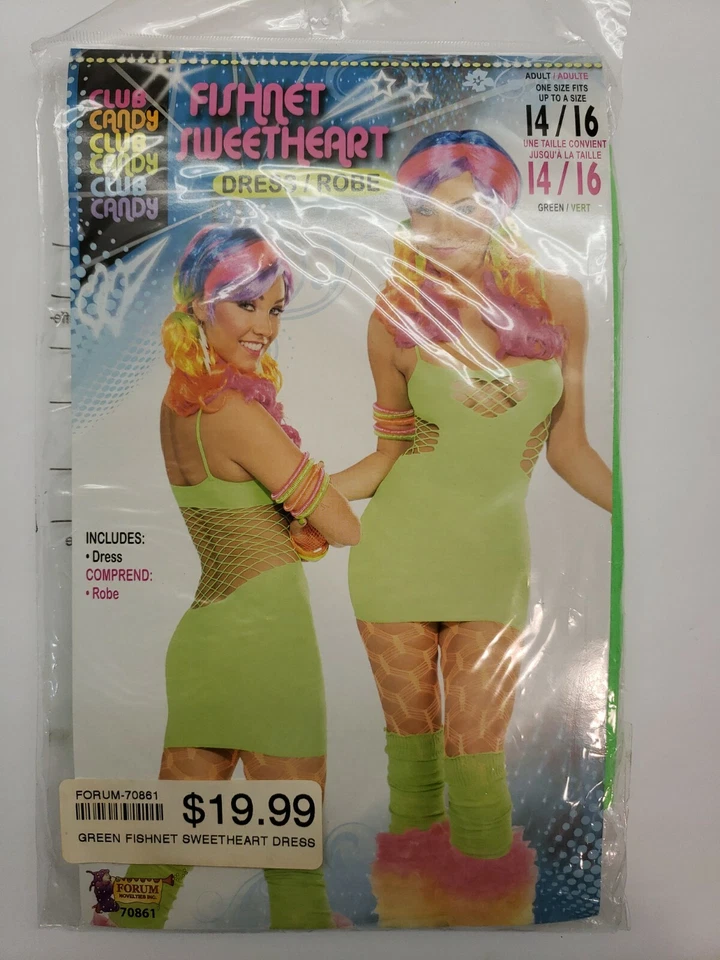 CLUB
CANDY
CLUB
CANDY
CLUB
CANDY
FISHNET
SWEETHEART
DRESS / ROBE
ADULT / ADULTE
ONE SIZE FITS
UP TO A SIZE
14 / 16
UNE TAILLE CONVIENT
JUSQU'À LA TAILLE
14 / 16
GREEN / VERT
INCLUDES:
• Dress
COMPREND:
• Robe
FORUM-70861
$19.99
GREEN FISHNET SWEETHEART DRESS
FORUM
NOVELTIES INC.
70861